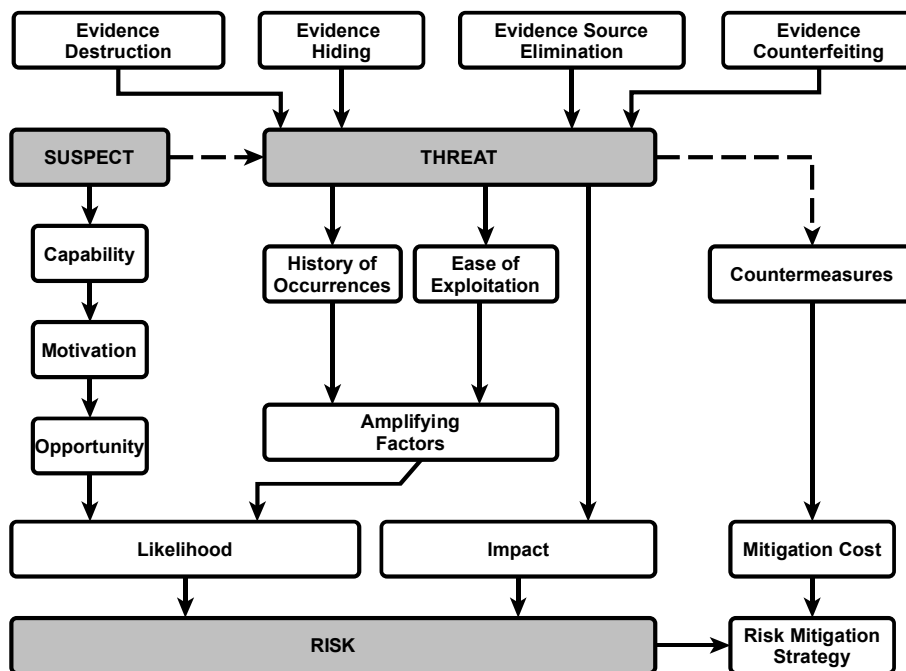 Evidence
Destruction
Evidence
Hiding
Evidence Source
Elimination
Evidence
Counterfeiting
SUSPECT
THREAT
Capability
History of
Occurrences
Ease of
Exploitation
Countermeasures
Motivation
Amplifying
Factors
Opportunity
Likelihood
Impact
Mitigation Cost
RISK
Risk Mitigation
Strategy